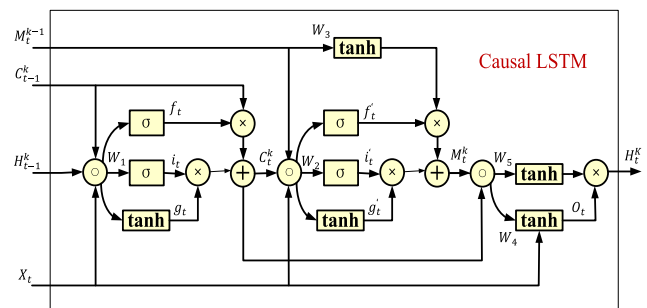 M_t^{k-1}
W_3
tanh
Causal LSTM
C_{t-1}^k
f_t
σ
×
f_t^'
σ
×
H_{t-1}^k
○
W_1
σ
i_t
×
+
C_t^k
○
W_2
σ
i_t^'
×
+
M_t^k
○
W_5
tanh
×
H_t^K
tanh
g_t
tanh
g_t^'
W_4
tanh
O_t
X_t